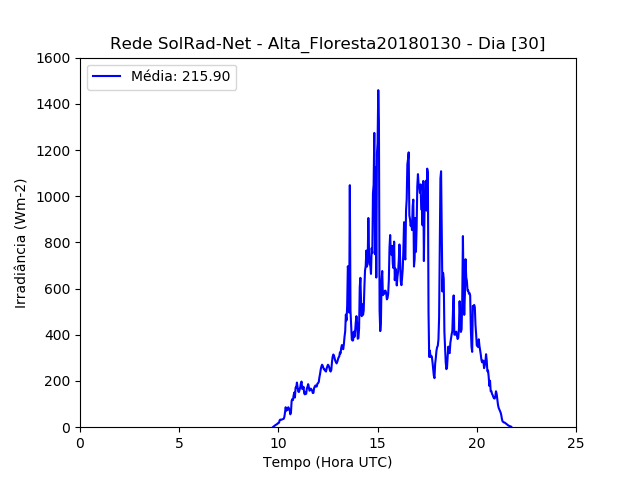 Rede SolRad-Net - Alta_Floresta20180130 - Dia [30]
Média: 215.90
1600
1400
1200
1000
800
600
400
200
0
Irradiância (Wm-2)
0 5 10 15 20 25
Tempo (Hora UTC)